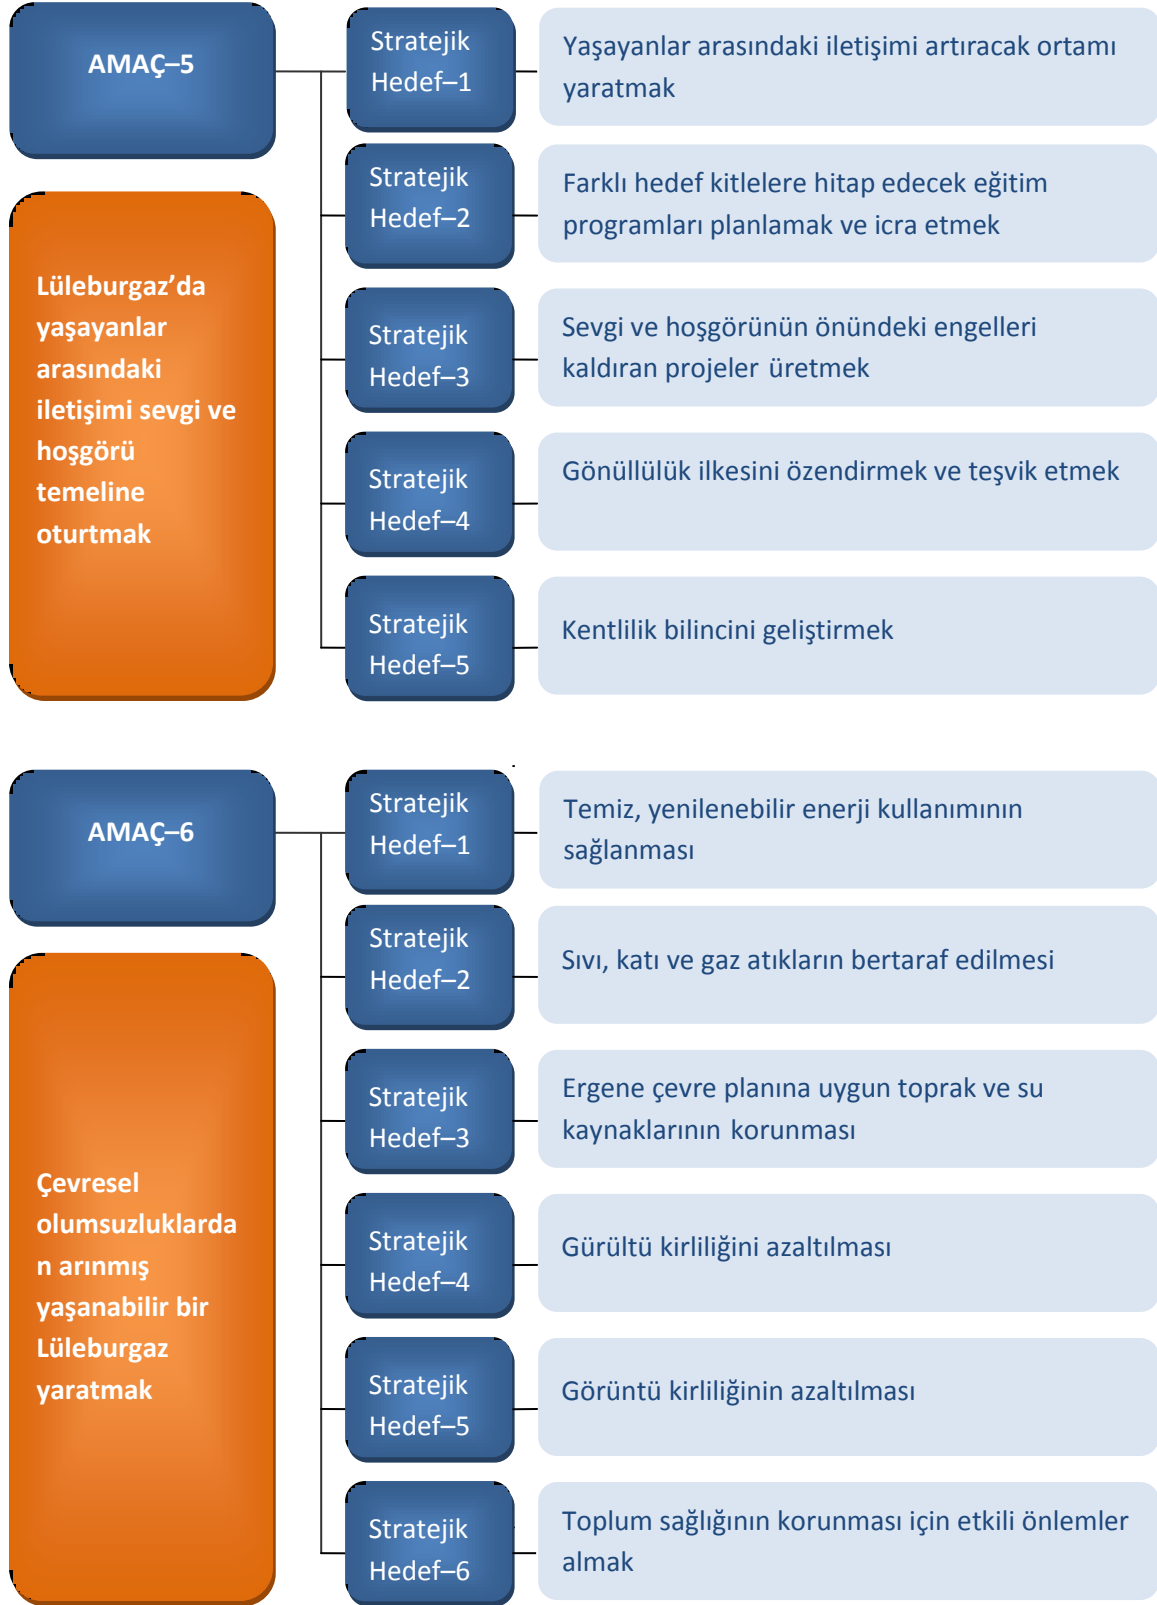 AMAÇ–5
Lüleburgaz’da
yaşayanlar
arasındaki
iletişimi sevgi ve
hoşgörü
temeline
oturtmak
Stratejik
Hedef–1
Yaşayanlar arasındaki iletişimi artıracak ortamı
yaratmak
Stratejik
Hedef–2
Farklı hedef kitlelere hitap edecek eğitim
programları planlamak ve icra etmek
Stratejik
Hedef–3
Sevgi ve hoşgörünün önündeki engelleri
kaldıran projeler üretmek
Stratejik
Hedef–4
Gönüllülük ilkesini özendirmek ve teşvik etmek
Stratejik
Hedef–5
Kentlilik bilincini geliştirmek
AMAÇ–6
Çevresel
olumsuzluklarda
n arınmış
yaşanabilir bir
Lüleburgaz
yaratmak
Stratejik
Hedef–1
Temiz, yenilenebilir enerji kullanımının
sağlanması
Stratejik
Hedef–2
Sıvı, katı ve gaz atıkların bertaraf edilmesi
Stratejik
Hedef–3
Ergene çevre planına uygun toprak ve su
kaynaklarının korunması
Stratejik
Hedef–4
Gürültü kirliliğini azaltılması
Stratejik
Hedef–5
Görüntü kirliliğinin azaltılması
Stratejik
Hedef–6
Toplum sağlığının korunması için etkili önlemler
almak